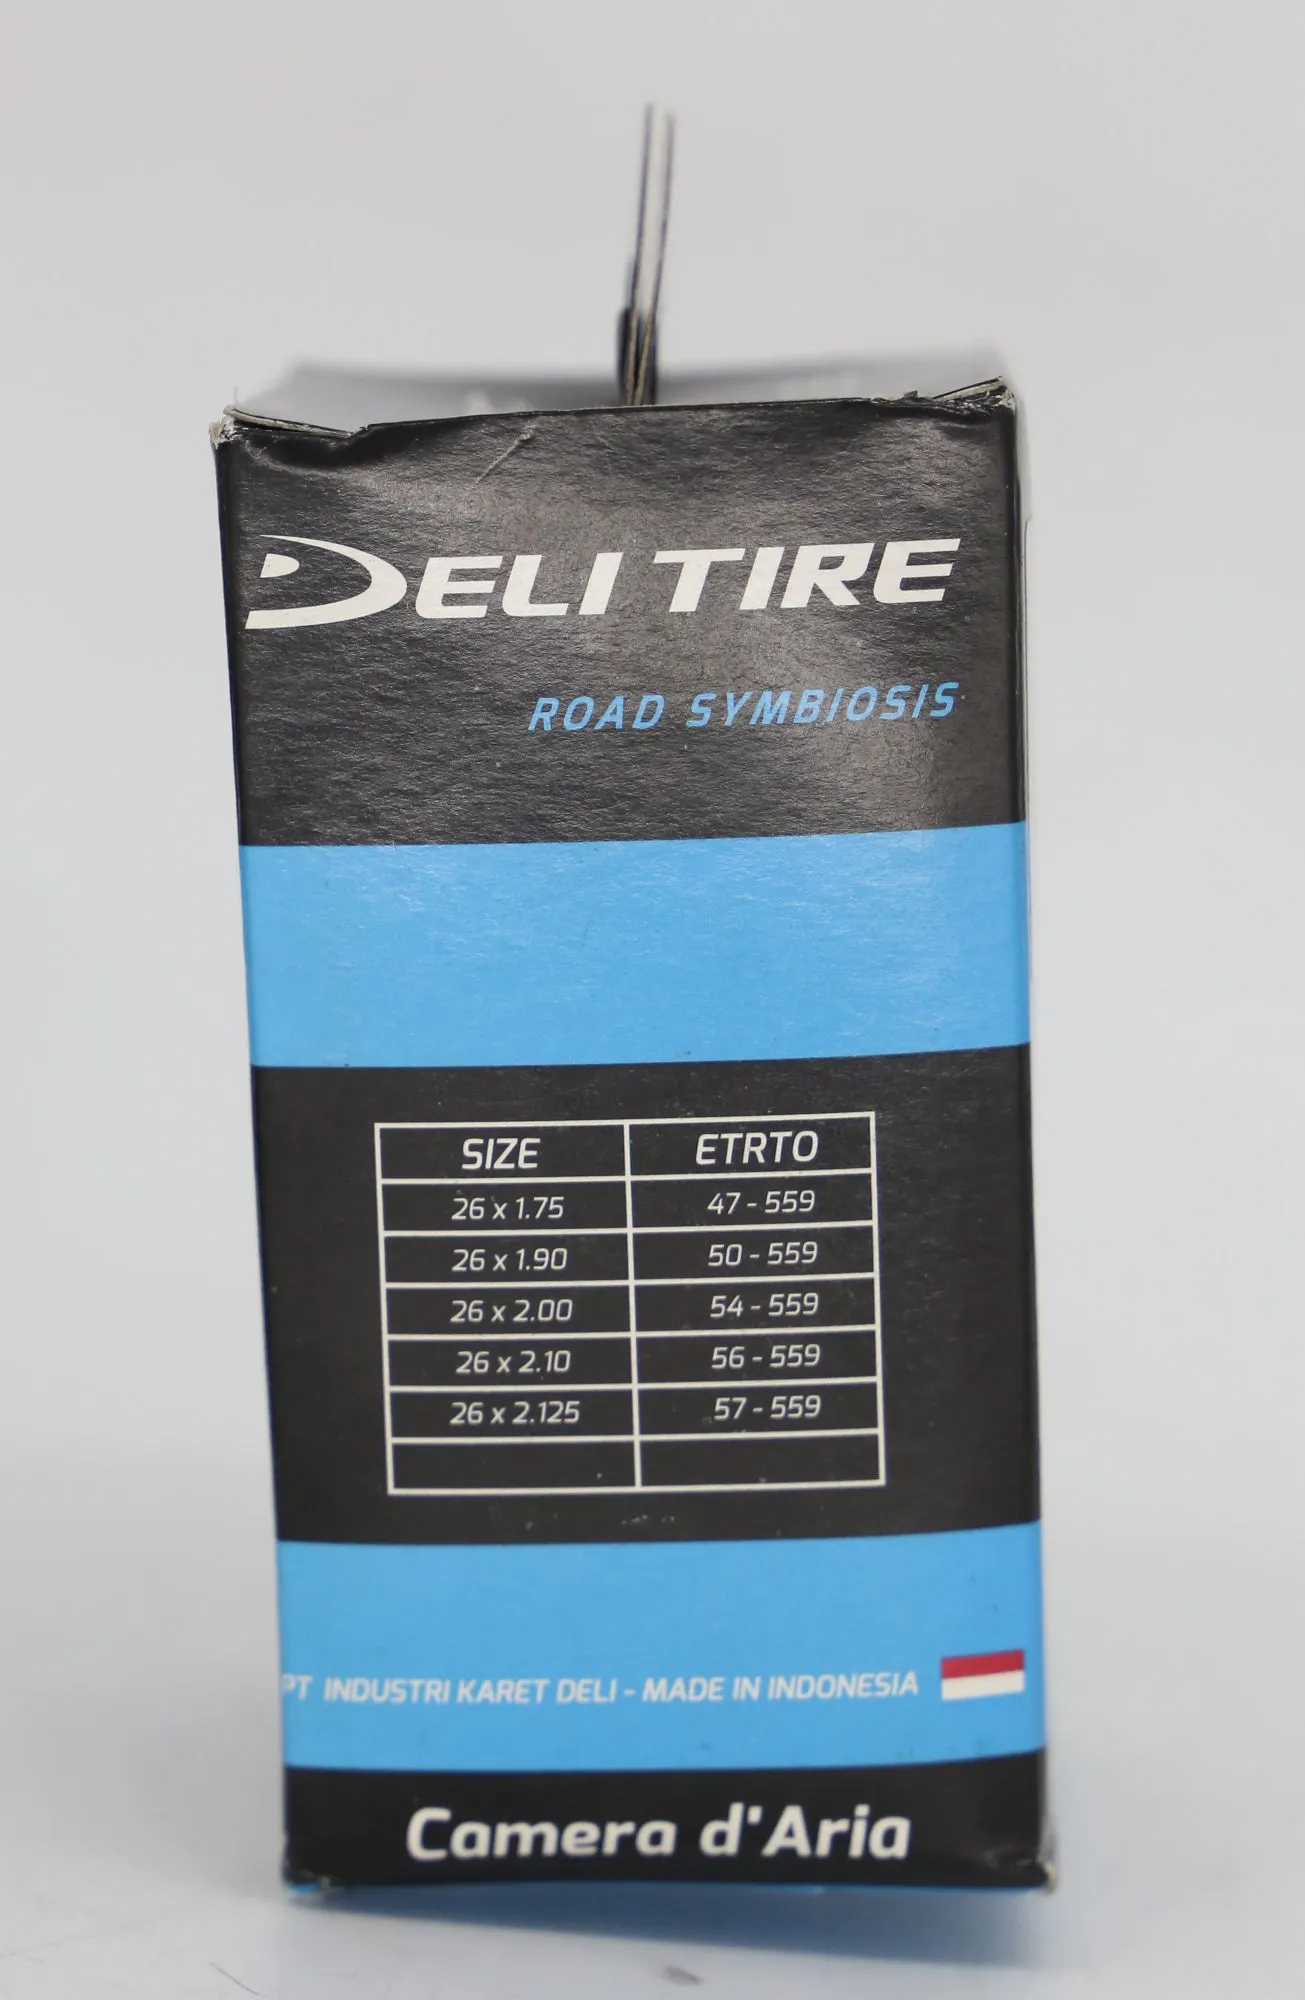 DELI TIRE
ROAD SYMBIOSIS
SIZE ETRTO
26 x 1.75 47 - 559
26 x 1.90 50 - 559
26 x 2.00 54 - 559
26 x 2.10 56 - 559
26 x 2.125 57 - 559
PT INDUSTRI KARET DELI - MADE IN INDONESIA
Camera d'Aria